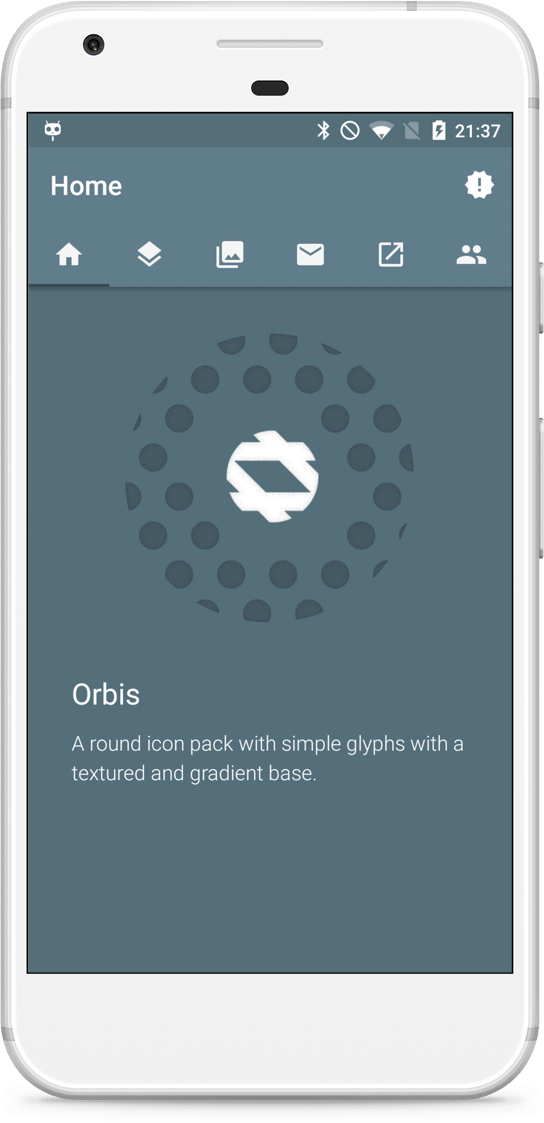 21:37
Home
Orbis
A round icon pack with simple glyphs with a
textured and gradient base.